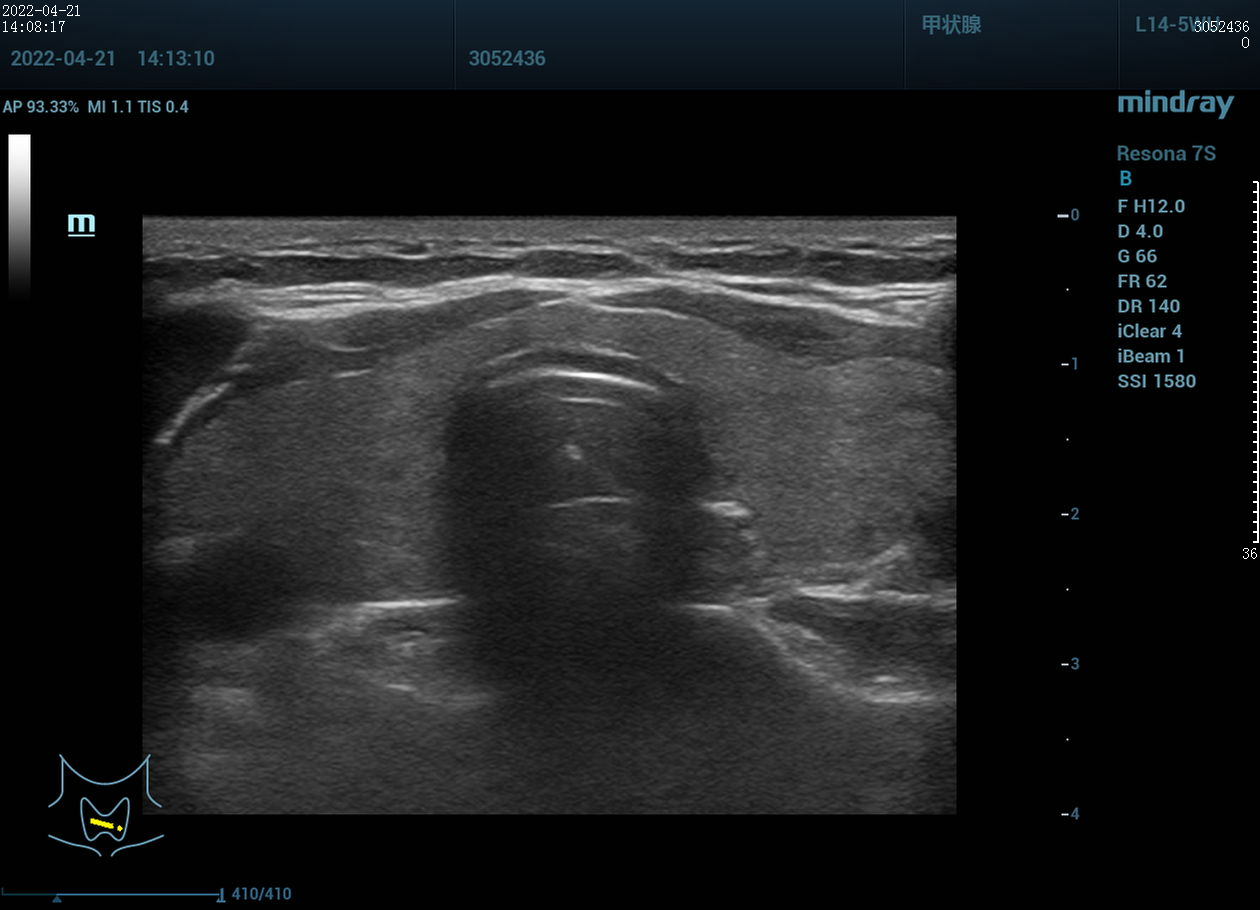 2022-04-21
14:08:17
甲状腺
3052436
0
2022-04-21 14:13:10
3052436
AP 93.33% MI 1.1 TIS 0.4
mindray
Resona 7S
B
F H12.0
D 4.0
G 66
FR 62
DR 140
iClear 4
iBeam 1
SSI 1580
m
0
1
2
3
4
36
410/410